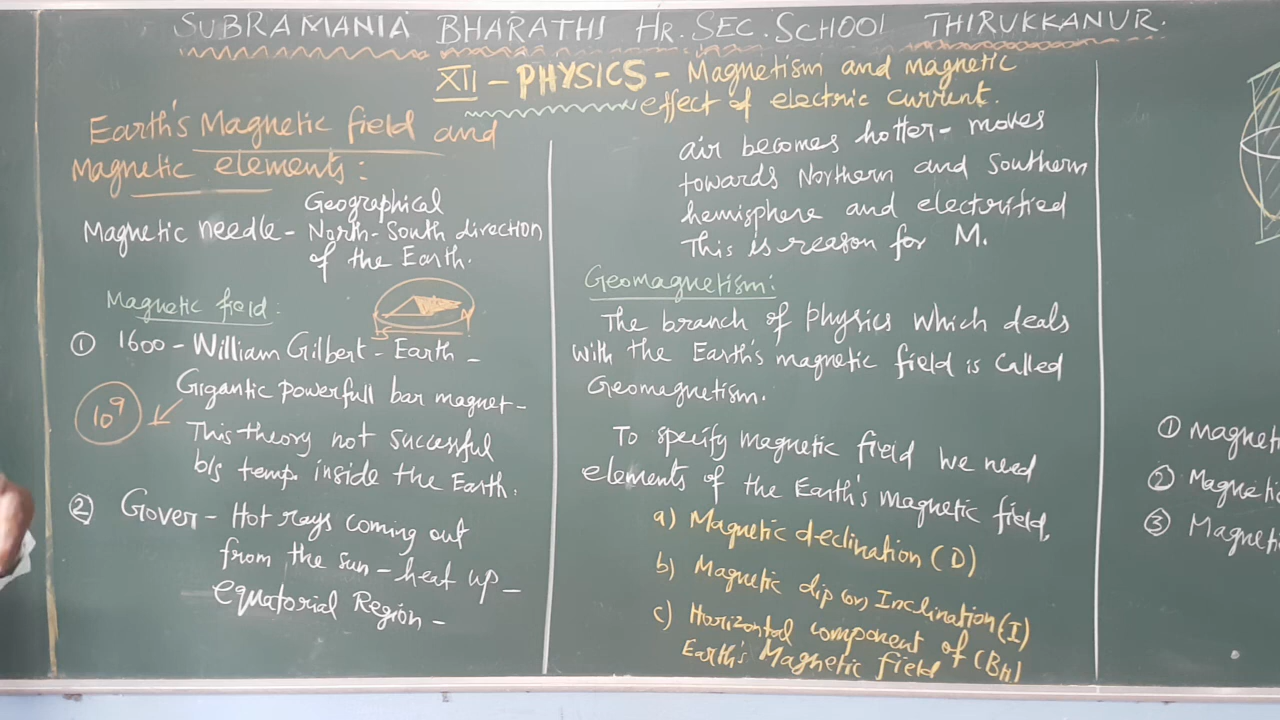 SUBRAMANIA BHARATHI HR. SEC. SCHOOL THIRUKKANUR.
XII - PHYSICS - Magnetism and magnetic
effect of electric current.
Earth's Magnetic field and
Magnetic elements:
Geographical
Magnetic needle - North-South direction
of the Earth.
Magnetic field:
① 1600 - William Gilbert - Earth -
Gigantic powerfull bar magnet -
10⁹
This theory not successful
b/s temp. inside the Earth.
② Gover - Hot rays coming out
from the sun - heat up -
equatorial Region -
air becomes hotter - moves
towards Northern and Southern
hemisphere and electrified
This is reason for M.
Geomagnetism:
The branch of physics which deals
with the Earth's magnetic field is called
Geomegnetism.
To specify magnetic field we need
elements of the Earth's magnetic field,
a) Magnetic declination (D)
b) Magnetic dip (or) Inclination (I)
c) Horizontal component of (BH)
Earth's Magnetic field
① Magneti
② Magnetic
③ Magneti